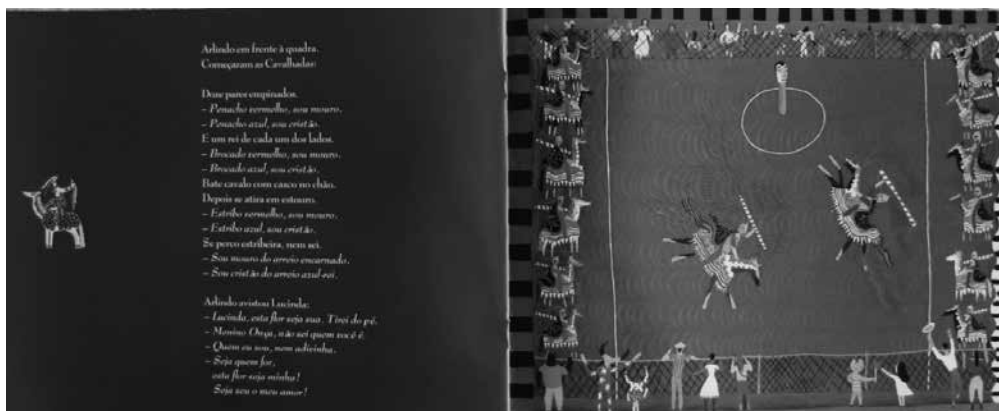 Arlindo em frente à quadra.
Começaram as Cavalhadas:
Doze pares empinados.
– Penacho vermelho, sou mouro.
– Penacho azul, sou cristão.
E um rei de cada um dos lados.
– Brocado vermelho, sou mouro.
– Brocado azul, sou cristão.
Bate cavalo com casco no chão.
Depois se atira em estouro.
– Estribo vermelho, sou mouro.
– Estribo azul, sou cristão.
Se perco estribeira, nem sei.
– Sou mouro do arreio encarnado.
– Sou cristão do arreio azul-rei.
Arlindo avistou Lucinda:
– Lucinda, esta flor seja sua. Tirei do pé.
– Menino Onça, não sei quem você é.
– Quem eu sou, nem adivinha.
– Seja quem for,
esta flor seja minha!
Seja seu o meu amor!